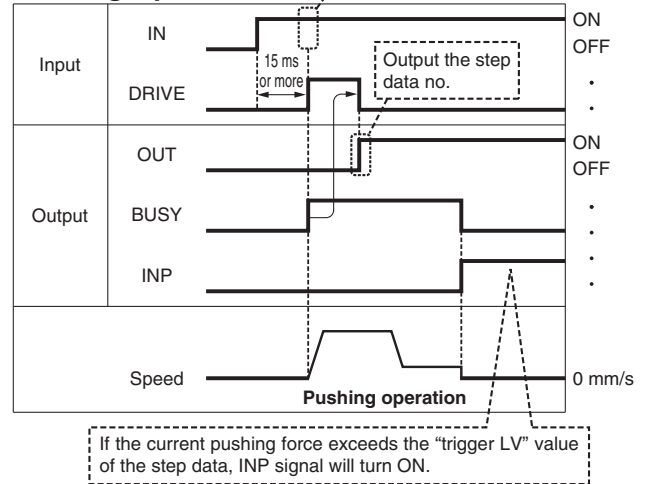 IN
ON
OFF
Input
15 ms
or more
Output the step
data no.
DRIVE
OUT
ON
OFF
Output
BUSY
INP
Speed
0 mm/s
Pushing operation
If the current pushing force exceeds the “trigger LV” value
of the step data, INP signal will turn ON.